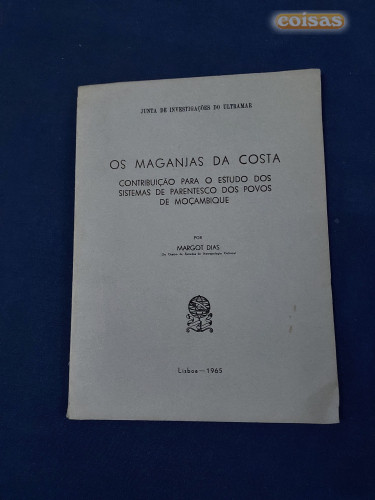 coisas
JUNTA DE INVESTIGAÇÕES DO ULTRAMAR
OS MAGANJAS DA COSTA
CONTRIBUIÇÃO PARA O ESTUDO DOS
SISTEMAS DE PARENTESCO DOS POVOS
DE MOÇAMBIQUE
POR
MARGOT DIAS
Lisboa — 1965